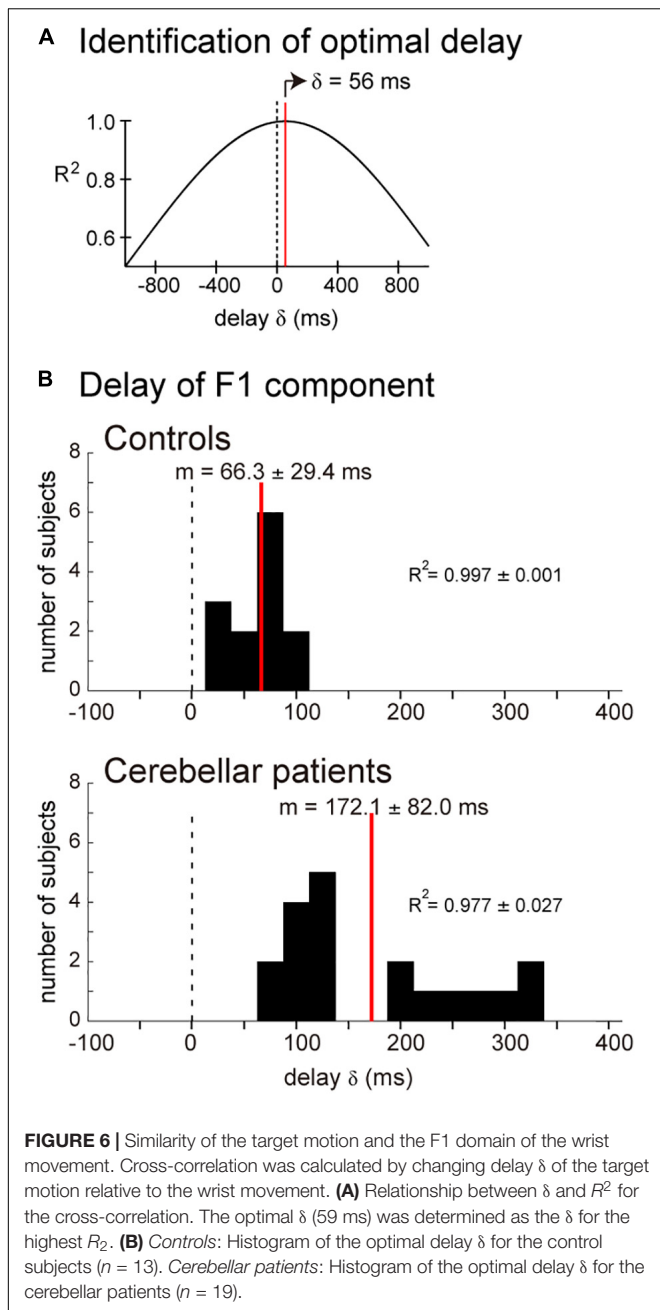 A Identification of optimal delay
δ = 56 ms
1.0
R² 0.8
0.6
-800 -400 0 400 800
delay δ (ms)
B Delay of F1 component
Controls
m = 66.3 ± 29.4 ms
8
6
4
2
0
number of subjects
R²= 0.997 ± 0.001
-100 0 100 200 300 400
Cerebellar patients
m = 172.1 ± 82.0 ms
8
6
4
2
0
number of subjects
R²= 0.977 ± 0.027
-100 0 100 200 300 400
delay δ (ms)
FIGURE 6 | Similarity of the target motion and the F1 domain of the wrist
movement. Cross-correlation was calculated by changing delay δ of the target
motion relative to the wrist movement. (A) Relationship between δ and R² for
the cross-correlation. The optimal δ (59 ms) was determined as the δ for the
highest R₂. (B) Controls: Histogram of the optimal delay δ for the control
subjects (n = 13). Cerebellar patients: Histogram of the optimal delay δ for the
cerebellar patients (n = 19).